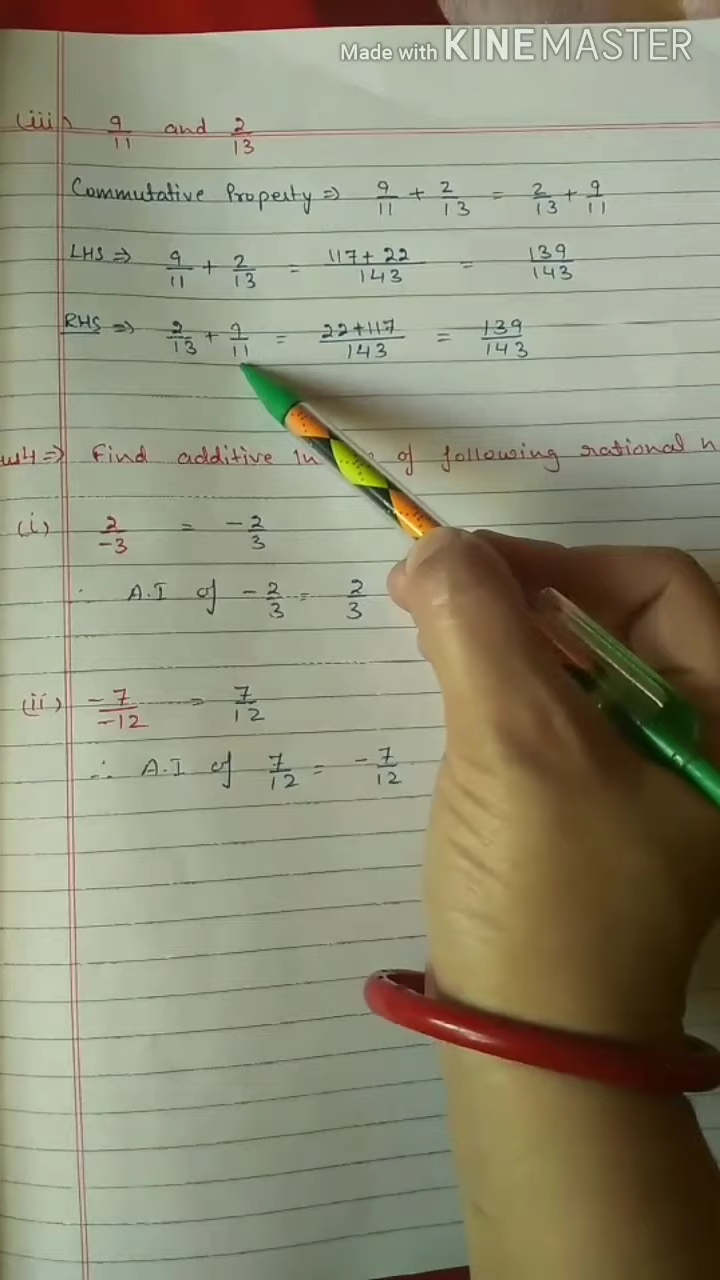 Made with KINEMASTER
(iii) 9/11 and 2/13
Commutative Property ⇒ 9/11 + 2/13 = 2/13 + 9/11
LHS ⇒ 9/11 + 2/13 = 117+22/143 = 139/143
RHS ⇒ 2/13 + 9/11 = 22+117/143 = 139/143
⇒ Find additive of following rational
(i) 2/-3 = -2/3
∴ A.I of -2/3 = 2/3
(ii) -7/-12 = 7/12
∴ A.I of 7/12 = -7/12